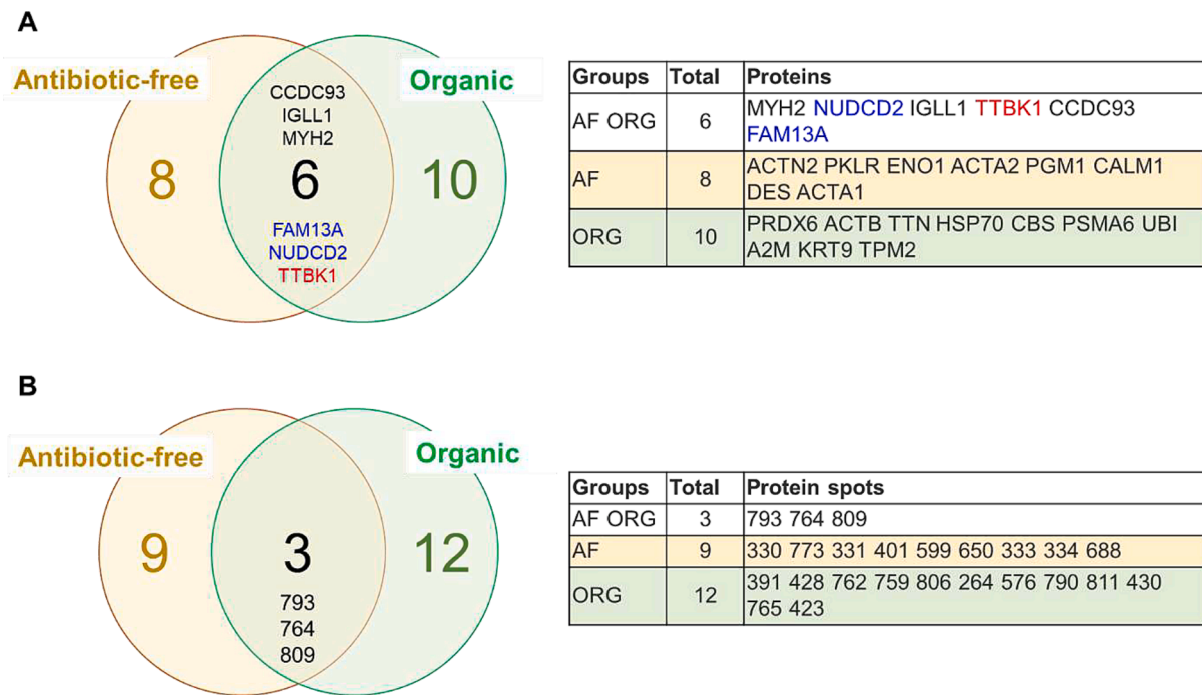 A
Antibiotic-free
Organic
CCDC93
IGLL1
MYH2
8
6
10
FAM13A
NUDCD2
TTBK1
Groups Total Proteins
AF ORG 6 MYH2 NUDCD2 IGLL1 TTBK1 CCDC93
FAM13A
AF 8 ACTN2 PKLR ENO1 ACTA2 PGM1 CALM1
DES ACTA1
ORG 10 PRDX6 ACTB TTN HSP70 CBS PSMA6 UBI
A2M KRT9 TPM2
B
Antibiotic-free
Organic
9
3
12
793
764
809
Groups Total Protein spots
AF ORG 3 793 764 809
AF 9 330 773 331 401 599 650 333 334 688
ORG 12 391 428 762 759 806 264 576 790 811 430
765 423